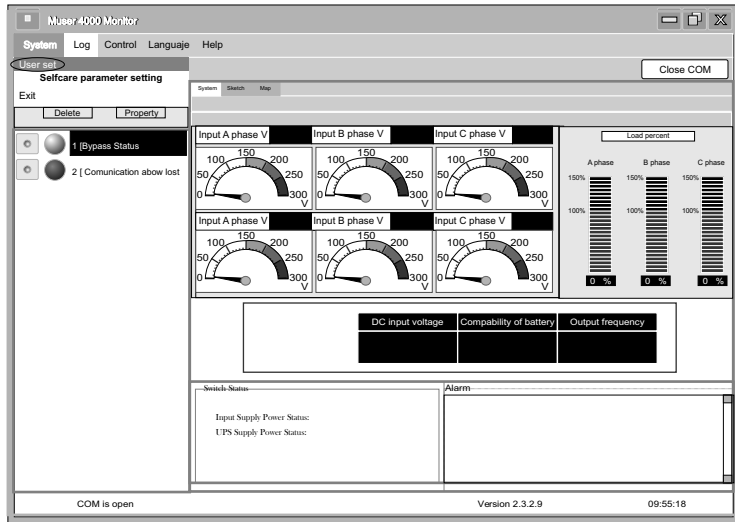 Muser 4000 Monitor
System Log Control Languaje Help
User set
Selfcare parameter setting
Exit
Close COM
Delete Property
System Sketch Map
1 [Bypass Status
2 [ Comunication abow lost
Input A phase V Input B phase V Input C phase V
0 50 100 150 200 250 300 V
0 50 100 150 200 250 300 V
0 50 100 150 200 250 300 V
Input A phase V Input B phase V Input C phase V
0 50 100 150 200 250 300 V
0 50 100 150 200 250 300 V
0 50 100 150 200 250 300 V
Load percent
A phase B phase C phase
150% 150% 150%
100% 100% 100%
0 % 0 % 0 %
DC input voltage Compability of battery Output frequency
Switch Status
Input Supply Power Status:
UPS Supply Power Status:
Alarm
COM is open Version 2.3.2.9 09:55:18